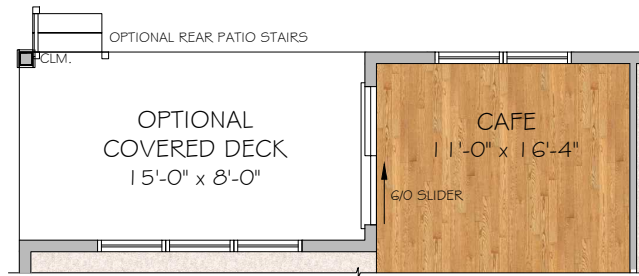 OPTIONAL REAR PATIO STAIRS
CLM.
OPTIONAL
COVERED DECK
15'-0" x 8'-0"
CAFE
11'-0" x 16'-4"
6/0 SLIDER